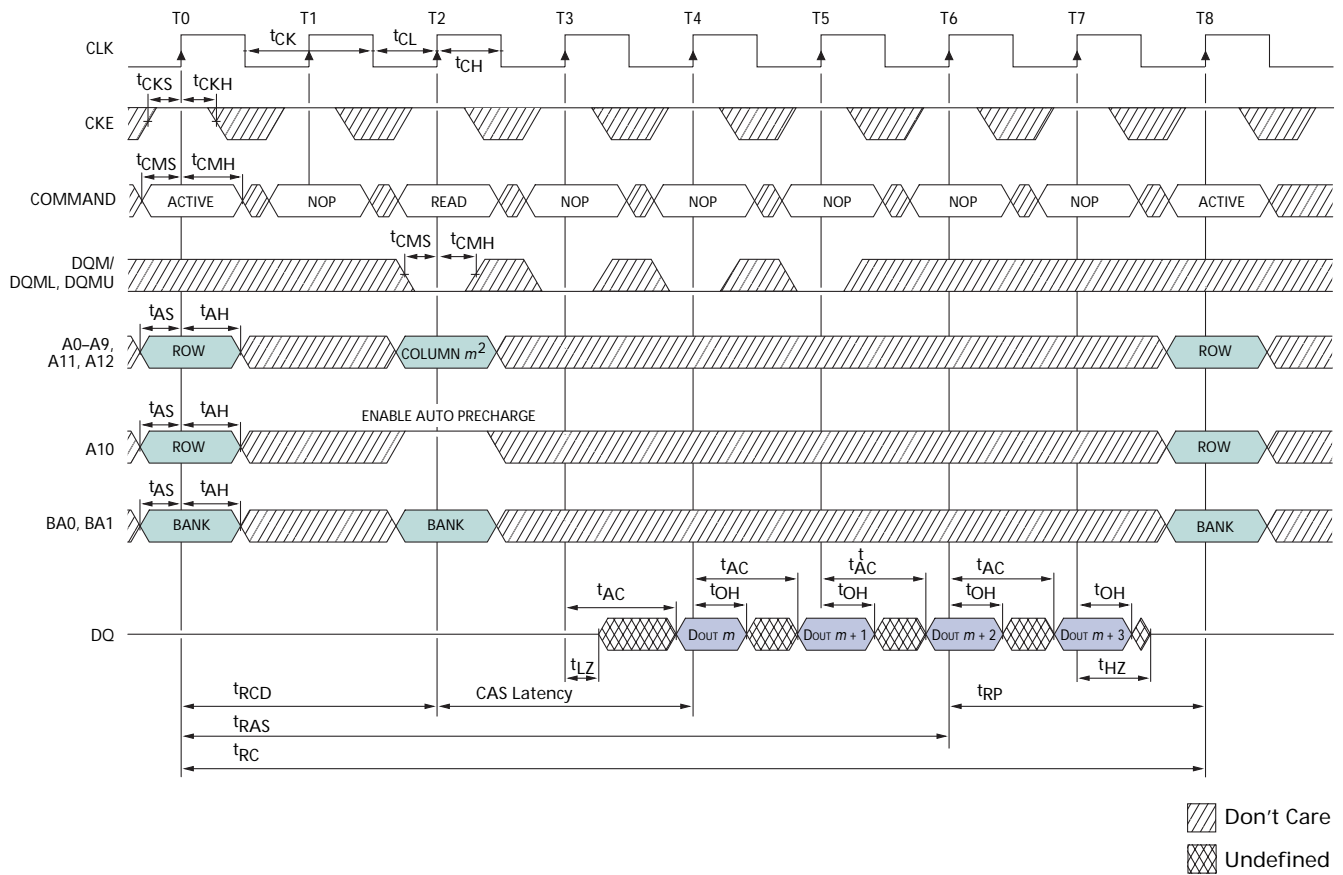 T0 T1 T2 T3 T4 T5 T6 T7 T8
CLK
tCK tCL
tCH
tCKS tCKH
CKE
tCMS tCMH
COMMAND ACTIVE NOP READ NOP NOP NOP NOP NOP ACTIVE
tCMS tCMH
DQM/
DQML, DQMU
tAS tAH
A0–A9,
A11, A12
ROW COLUMN m2 ROW
ENABLE AUTO PRECHARGE
tAS tAH
A10 ROW ROW
tAS tAH
BA0, BA1 BANK BANK BANK
t
tAC tAC tAC tAC
tOH tOH tOH tOH
DQ DOUT m DOUT m + 1 DOUT m + 2 DOUT m + 3
tLZ tHZ
tRCD CAS Latency tRP
tRAS
tRC
Don't Care
Undefined